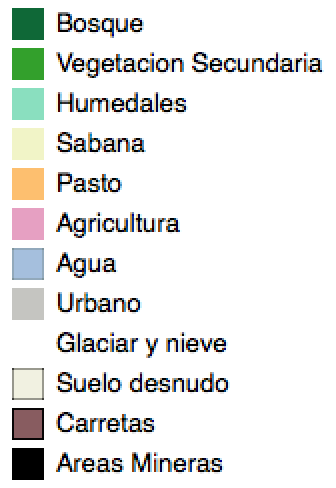 Bosque
Vegetacion Secundaria
Humedales
Sabana
Pasto
Agricultura
Agua
Urbano
Glaciar y nieve
Suelo desnudo
Carretas
Areas Mineras